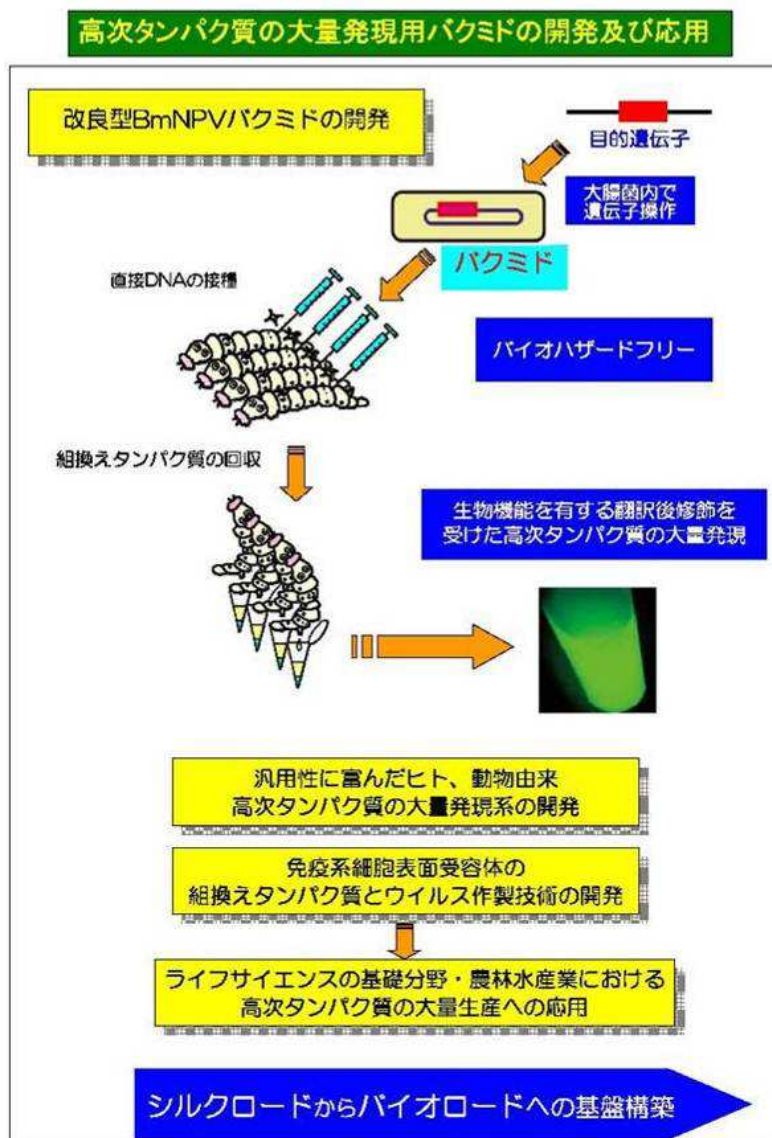 高次タンパク質の大量発現用バクミドの開発及び応用
改良型BmNPVバクミドの開発
目的遺伝子
大腸菌内で
遺伝子操作
バクミド
直接DNAの接種
バイオハザードフリー
組換えタンパク質の回収
生物機能を有する翻訳後修飾を
受けた高次タンパク質の大量発現
汎用性に富んだヒト、動物由来
高次タンパク質の大量発現系の開発
免疫系細胞表面受容体の
組換えタンパク質とウイルス作製技術の開発
ライフサイエンスの基礎分野・農林水産業における
高次タンパク質の大量生産への応用
シルクロードからバイオロードへの基盤構築